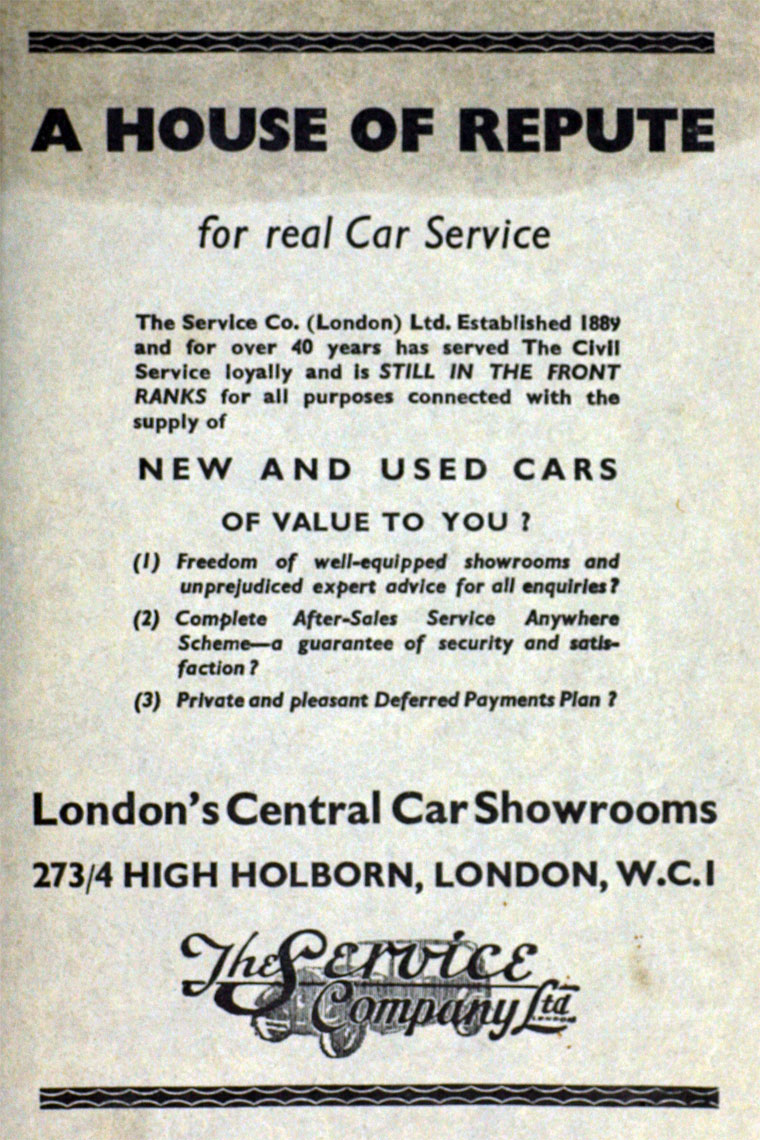 A HOUSE OF REPUTE
for real Car Service
The Service Co. (London) Ltd. Established 1889
and for over 40 years has served The Civil
Service loyally and is STILL IN THE FRONT
RANKS for all purposes connected with the
supply of
NEW AND USED CARS
OF VALUE TO YOU ?
(1) Freedom of well-equipped showrooms and
unprejudiced expert advice for all enquiries?
(2) Complete After-Sales Service Anywhere
Scheme—a guarantee of security and satis-
faction ?
(3) Private and pleasant Deferred Payments Plan ?
London's Central Car Showrooms
273/4 HIGH HOLBORN, LONDON, W.C.1
The Service
Company Ltd
LONDON